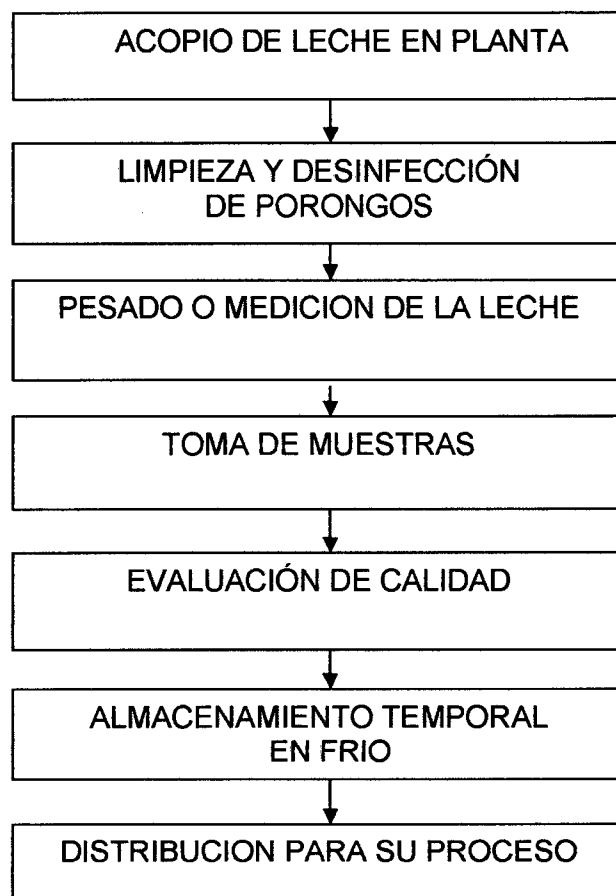 ACOPIO DE LECHE EN PLANTA
LIMPIEZA Y DESINFECCIÓN
DE PORONGOS
PESADO O MEDICION DE LA LECHE
TOMA DE MUESTRAS
EVALUACIÓN DE CALIDAD
ALMACENAMIENTO TEMPORAL
EN FRIO
DISTRIBUCION PARA SU PROCESO